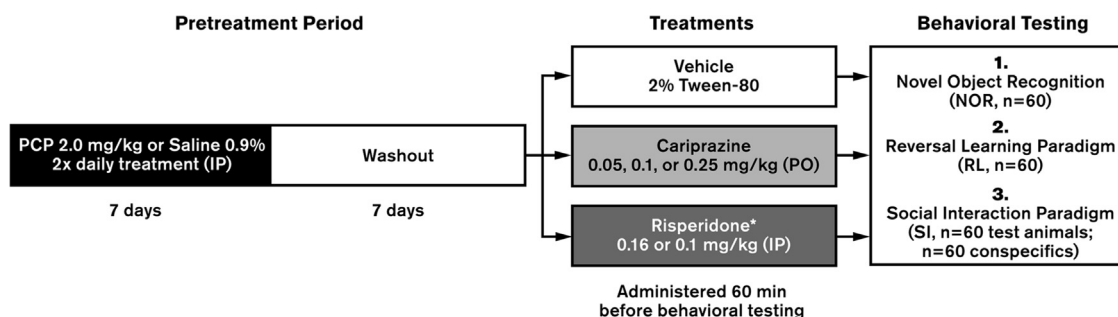 Pretreatment Period
Treatments
Behavioral Testing
PCP 2.0 mg/kg or Saline 0.9%
2x daily treatment (IP)
Washout
7 days
7 days
Vehicle
2% Tween-80
Cariprazine
0.05, 0.1, or 0.25 mg/kg (PO)
Risperidone*
0.16 or 0.1 mg/kg (IP)
Administered 60 min
before behavioral testing
1.
Novel Object Recognition
(NOR, n=60)
2.
Reversal Learning Paradigm
(RL, n=60)
3.
Social Interaction Paradigm
(SI, n=60 test animals;
n=60 conspecifics)